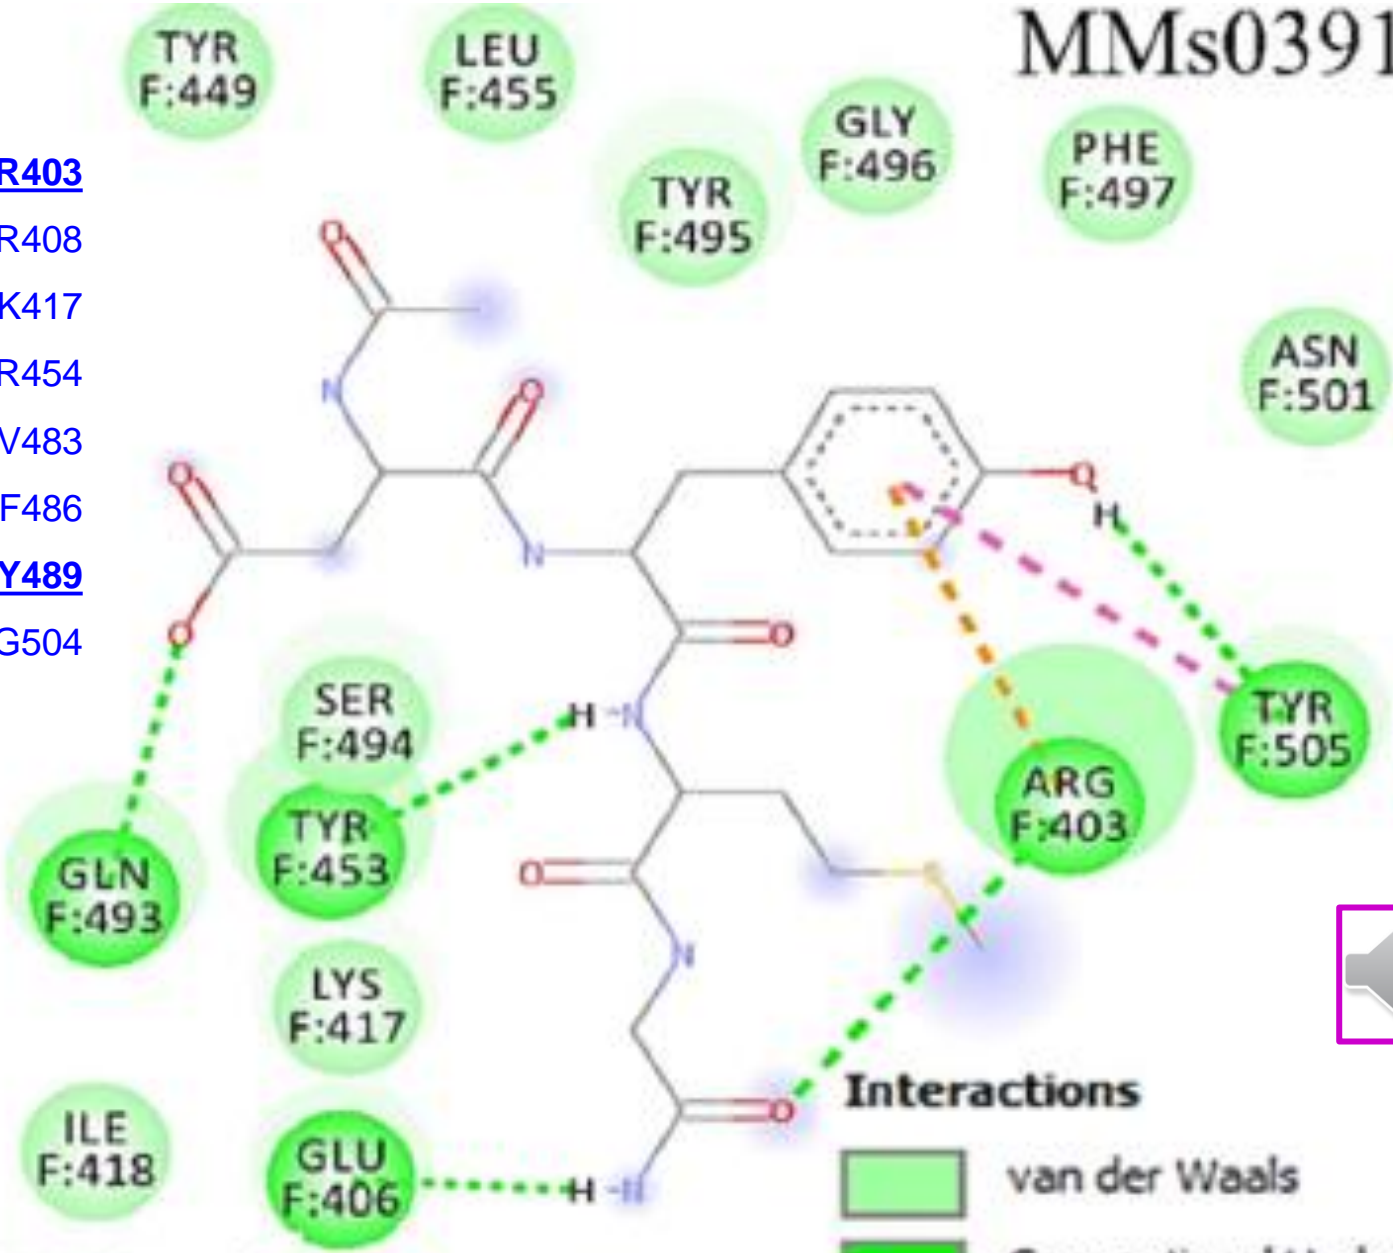 MMs0391
TYR
F:449
LEU
F:455
GLY
F:496
PHE
F:497
TYR
F:495
R403
R408
K417
R454
V483
F486
Y489
G504
ASN
F:501
O
N
O
O
O
H
N
O
O
SER
F:494
H-N
TYR
F:505
ARG
F:403
TYR
F:453
GLN
F:493
O
S
N
LYS
F:417
O
ILE
F:418
GLU
F:406
H-N
Interactions
van der Waals